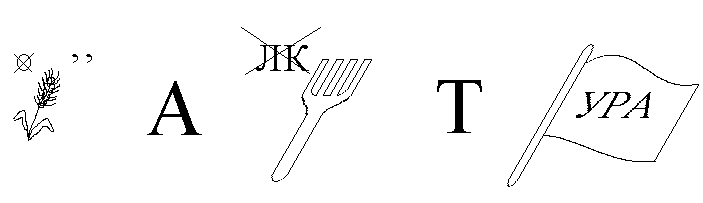 О ,, А ЛК Т УРА